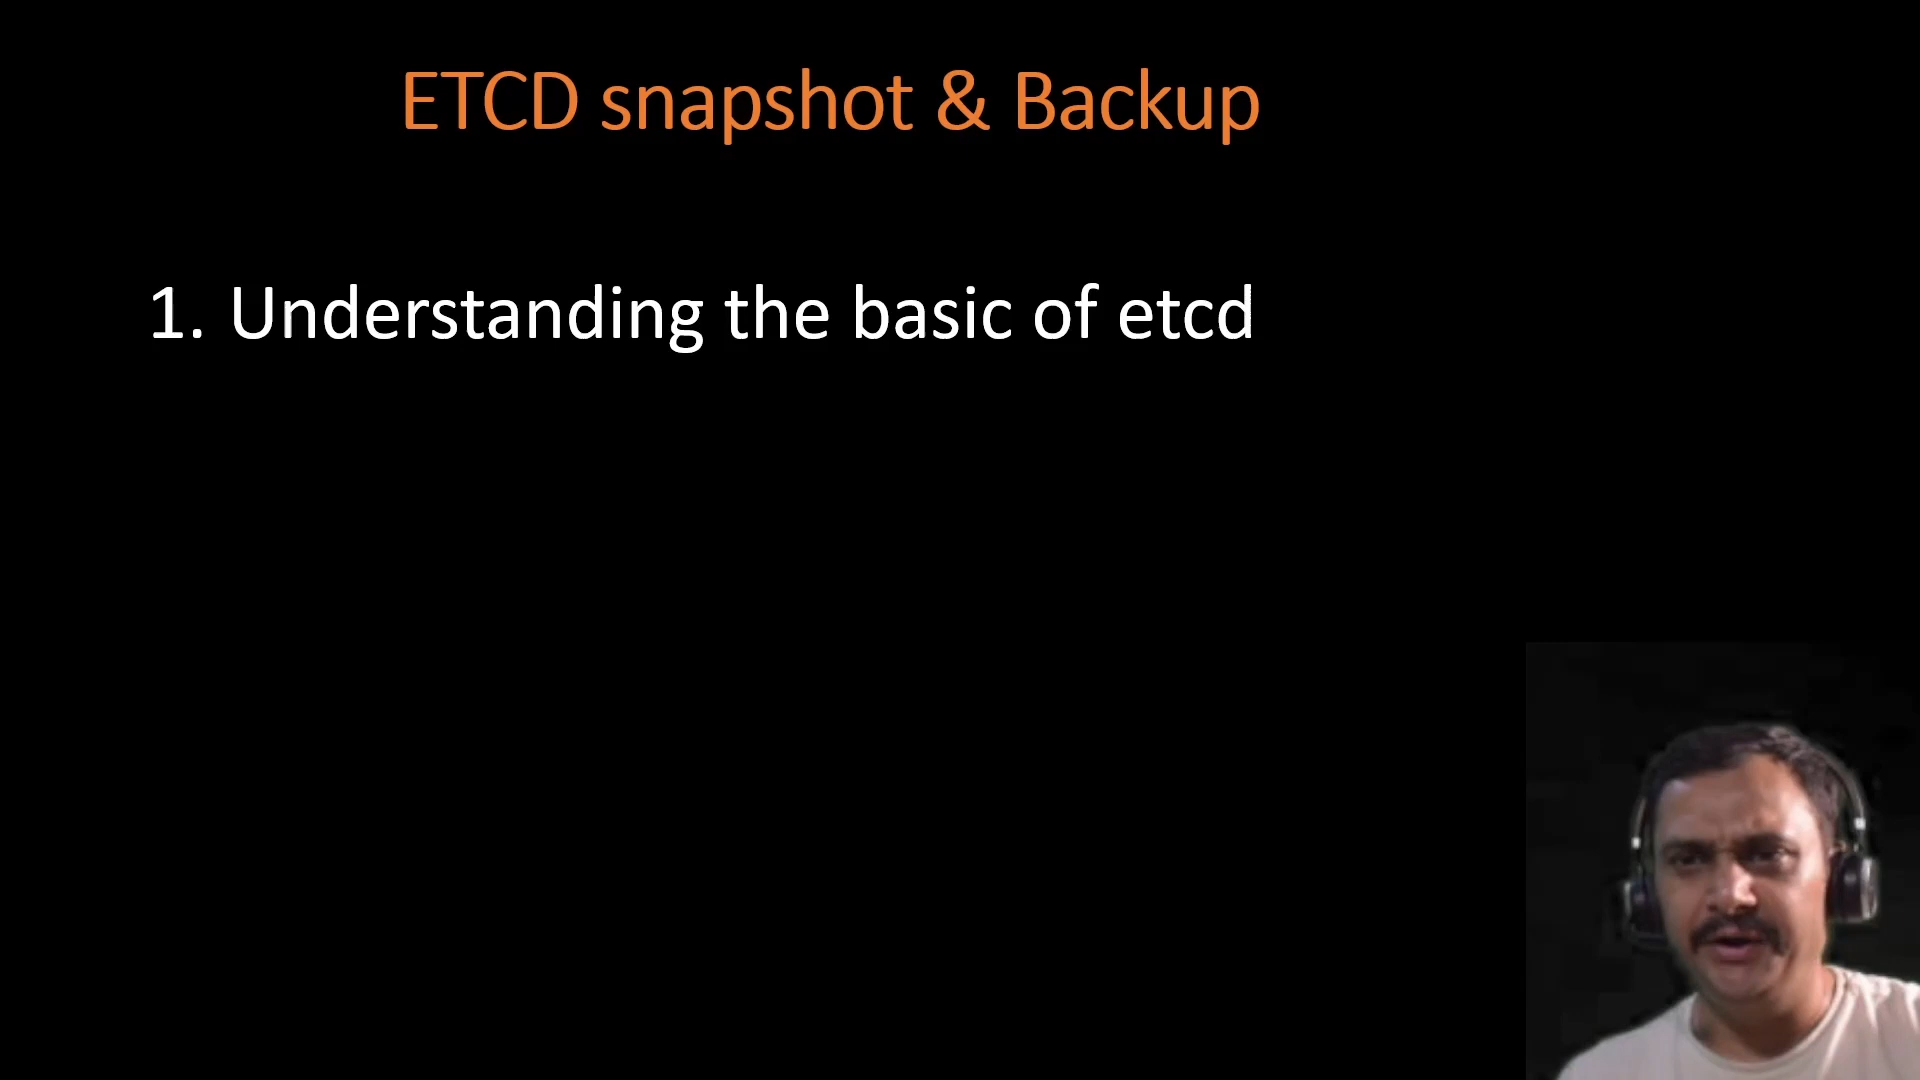 ETCD snapshot & Backup
1. Understanding the basic of etcd